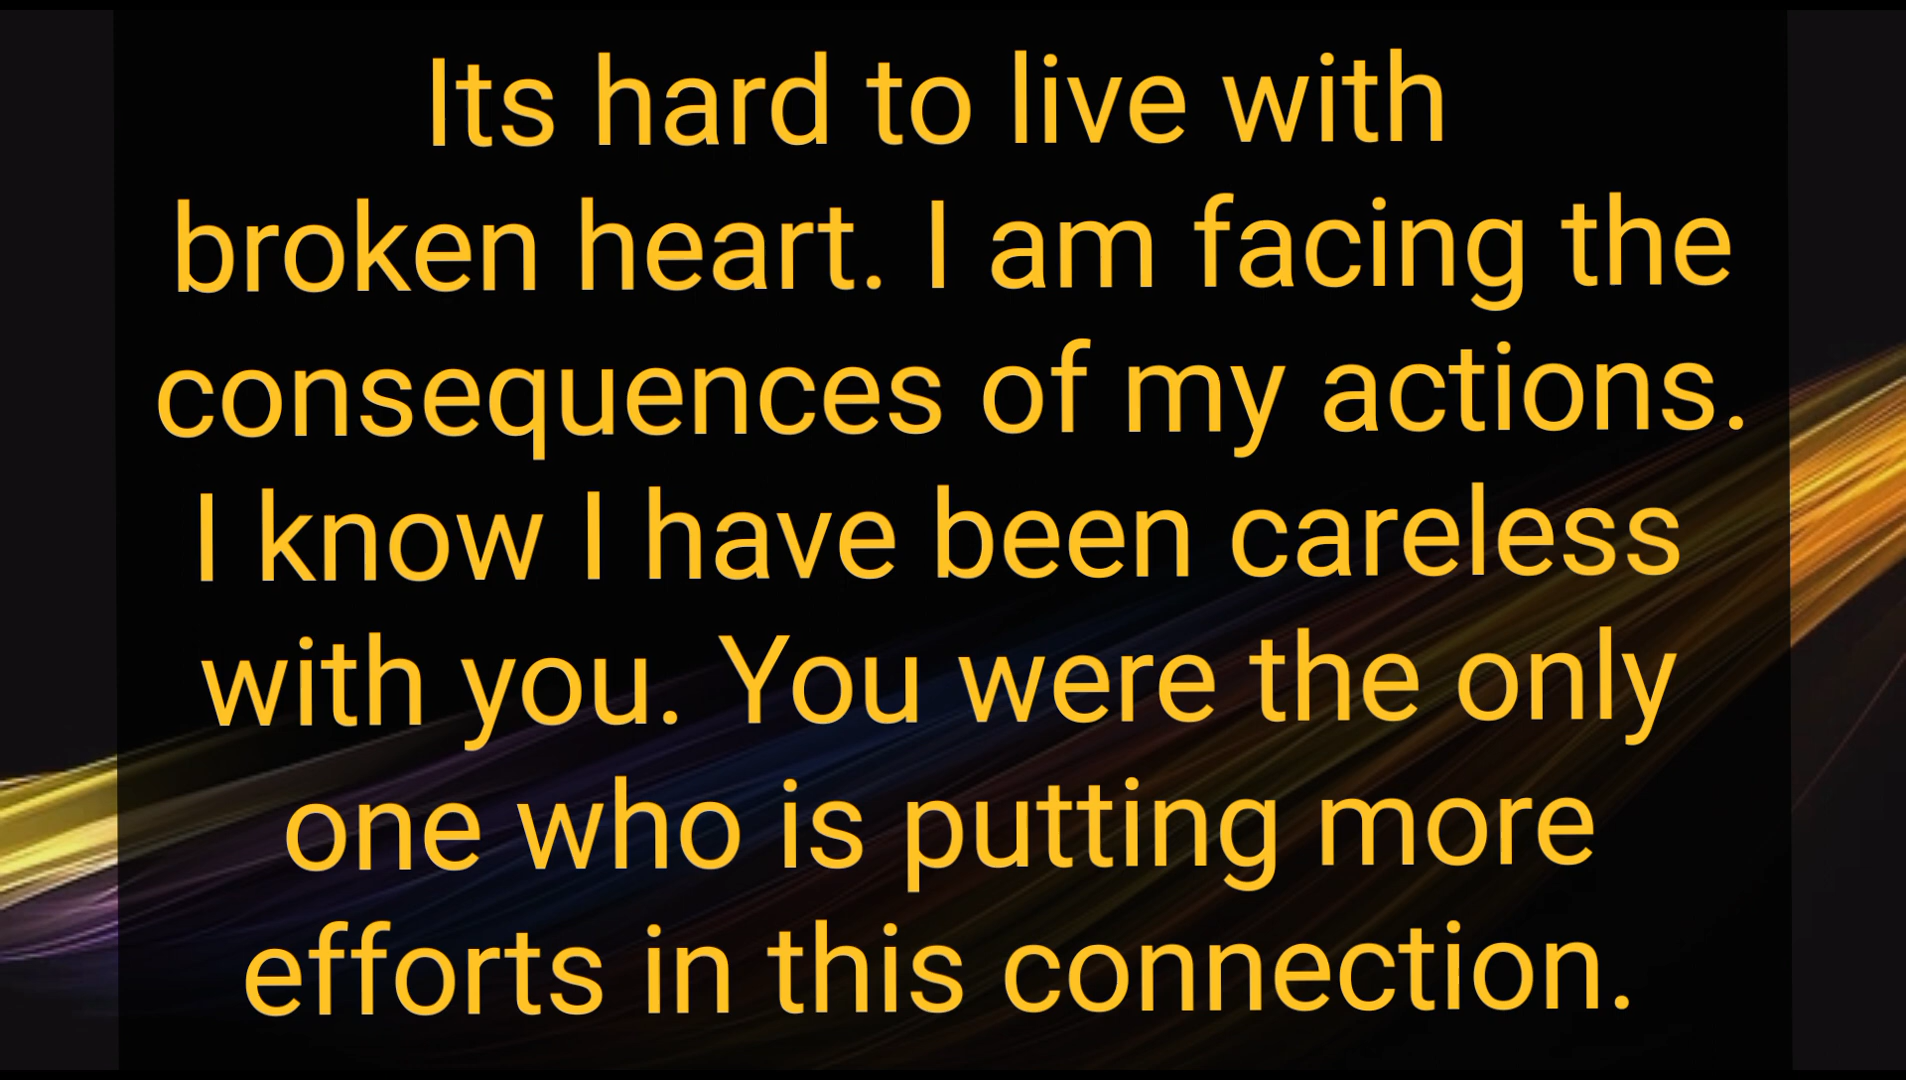 Its hard to live with
broken heart. I am facing the
consequences of my actions.
I know I have been careless
with you. You were the only
one who is putting more
efforts in this connection.